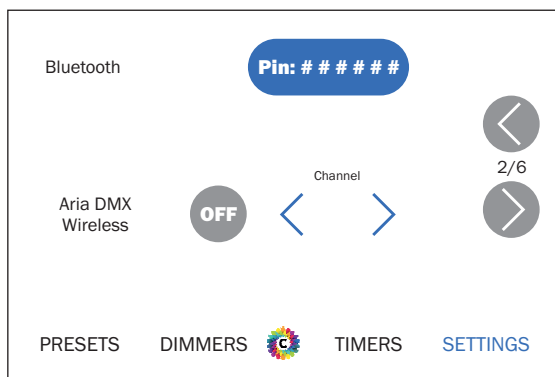 Bluetooth
Pin: # # # # # #
2/6
Channel
Aria DMX
Wireless
OFF
PRESETS DIMMERS C TIMERS SETTINGS